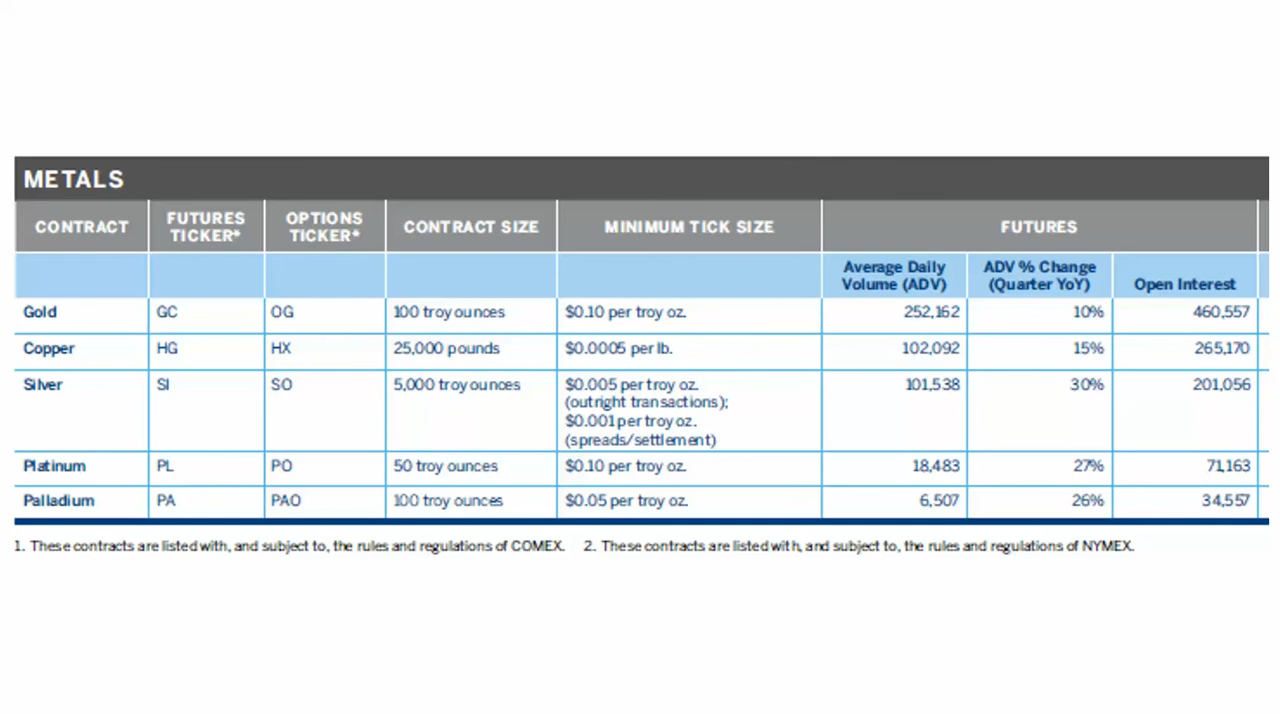 METALS
CONTRACT FUTURES TICKER* OPTIONS TICKER* CONTRACT SIZE MINIMUM TICK SIZE FUTURES
Average Daily Volume (ADV) ADV % Change (Quarter YoY) Open Interest
Gold GC OG 100 troy ounces $0.10 per troy oz. 252,162 10% 460,557
Copper HG HX 25,000 pounds $0.0005 per lb. 102,092 15% 265,170
Silver SI SO 5,000 troy ounces $0.005 per troy oz. 101,538 30% 201,056
(outright transactions);
$0.001 per troy oz.
(spreads/settlement)
Platinum PL PO 50 troy ounces $0.10 per troy oz. 18,483 27% 71,163
Palladium PA PAO 100 troy ounces $0.05 per troy oz. 6,507 26% 34,557
1. These contracts are listed with, and subject to, the rules and regulations of COMEX. 2. These contracts are listed with, and subject to, the rules and regulations of NYMEX.